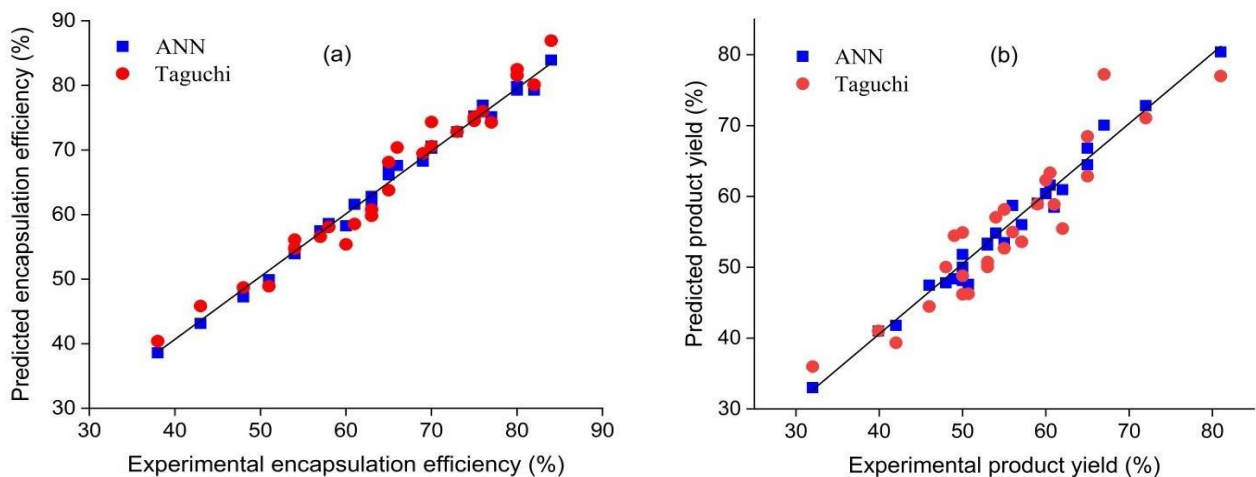 90
80
70
60
50
40
30
Predicted encapsulation efficiency (%)
ANN
Taguchi
(a)
30 40 50 60 70 80 90
Experimental encapsulation efficiency (%)
80
70
60
50
40
30
Predicted product yield (%)
ANN
Taguchi
(b)
30 40 50 60 70 80
Experimental product yield (%)